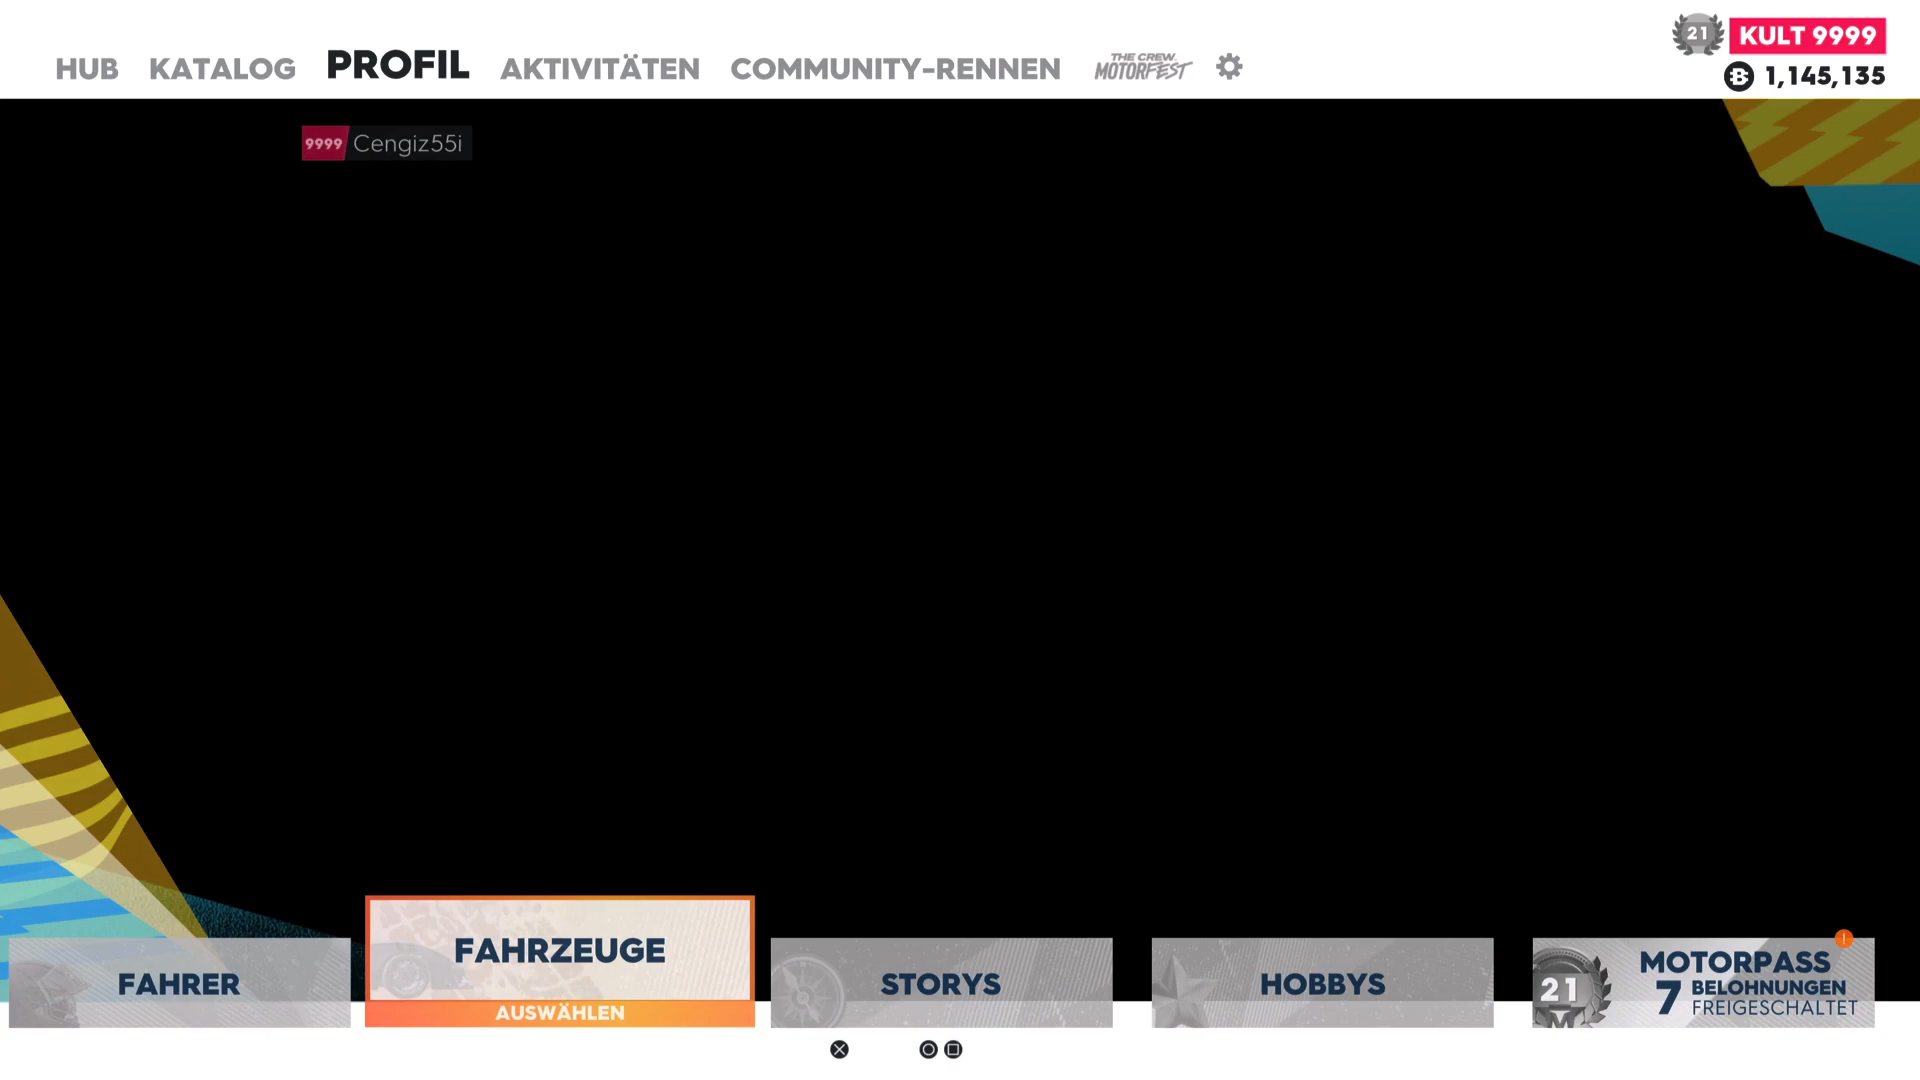 HUB KATALOG PROFIL AKTIVITÄTEN COMMUNITY-RENNEN THE CREW MOTORFEST
21 KULT 9999
1,145,135
9999 Cengiz55i
FAHRER
FAHRZEUGE
AUSWÄHLEN
STORYS
HOBBYS
21
M
MOTORPASS
7 BELOHNUNGEN
FREIGESCHALTET